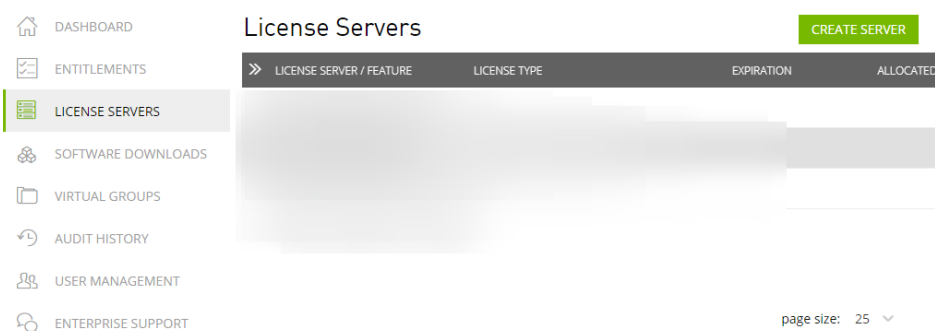 DASHBOARD
ENTITLEMENTS
LICENSE SERVERS
SOFTWARE DOWNLOADS
VIRTUAL GROUPS
AUDIT HISTORY
USER MANAGEMENT
ENTERPRISE SUPPORT
License Servers
CREATE SERVER
LICENSE SERVER / FEATURE LICENSE TYPE EXPIRATION ALLOCATED
page size: 25